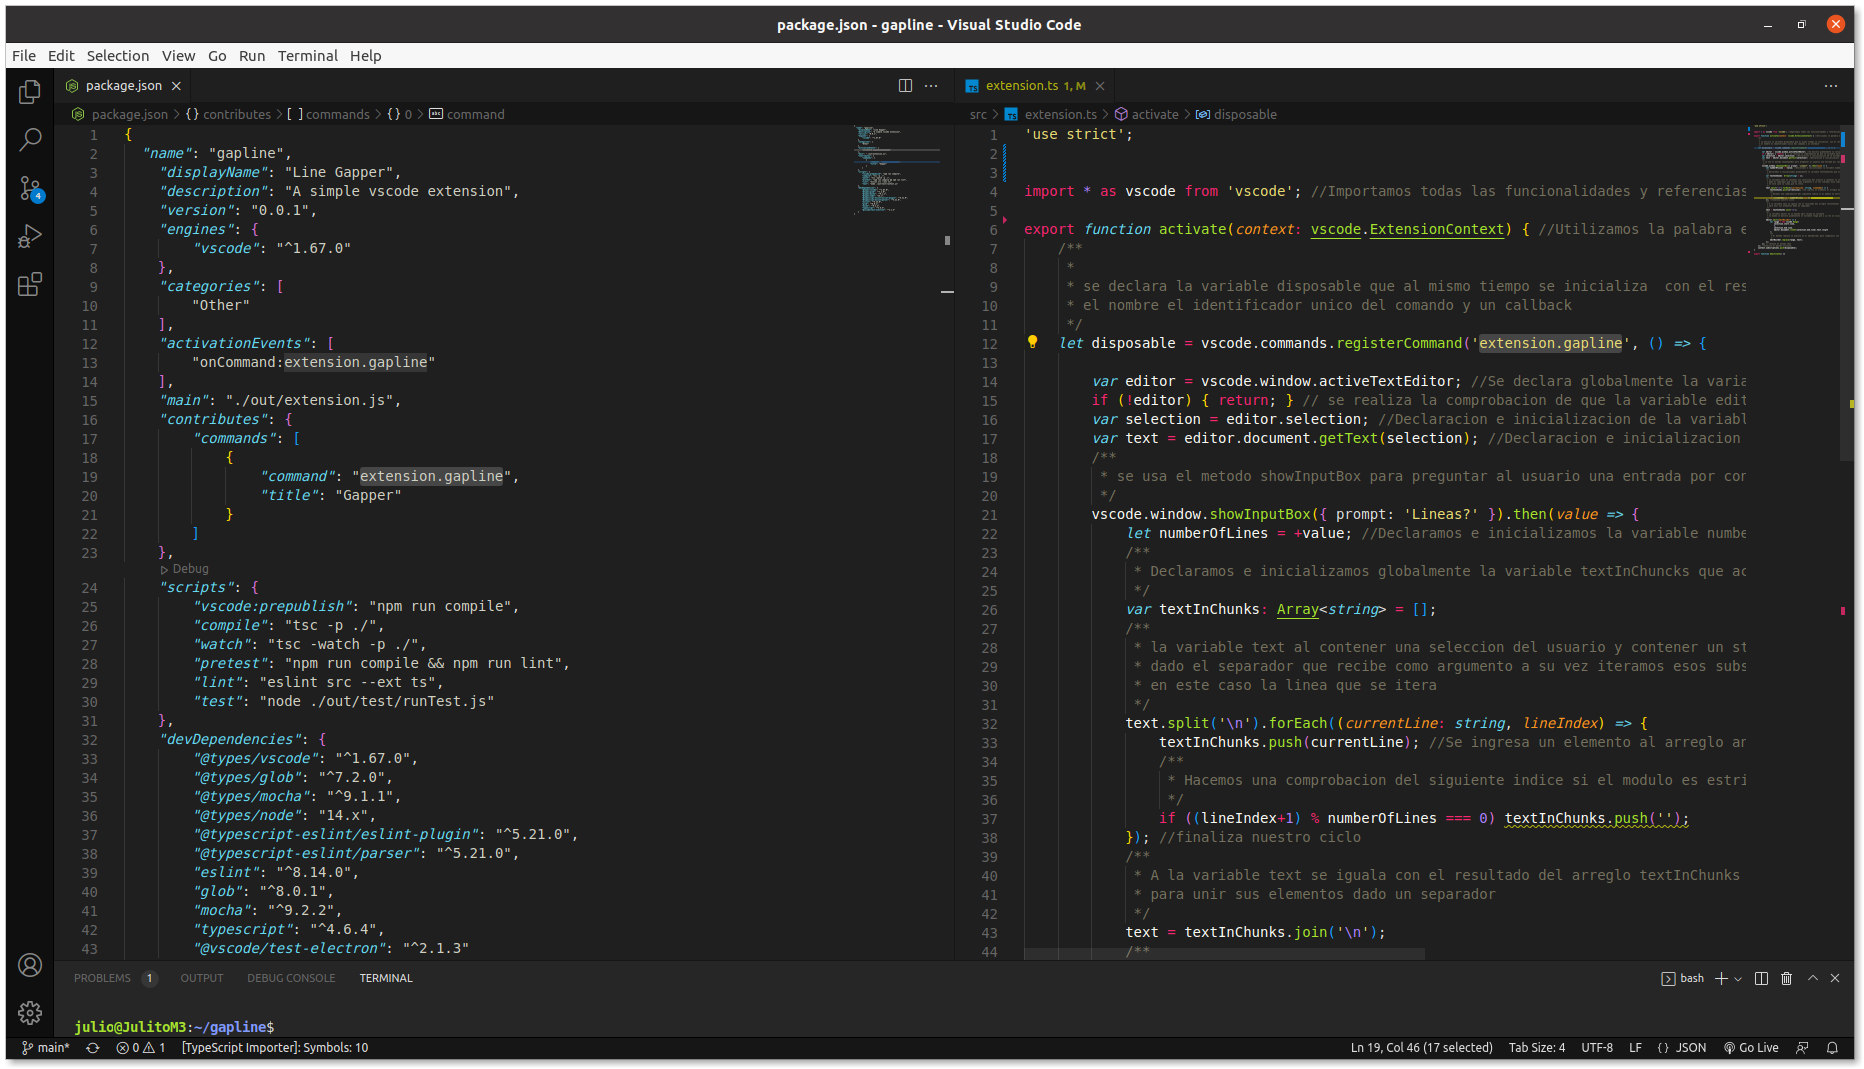 package.json - gapline - Visual Studio Code
File Edit Selection View Go Run Terminal Help
package.json
package.json > {} contributes > [ ] commands > {} 0 > command
1 {
2 "name": "gapline",
3 "displayName": "Line Gapper",
4 "description": "A simple vscode extension",
5 "version": "0.0.1",
6 "engines": {
7 "vscode": "^1.67.0"
8 },
9 "categories": [
10 "Other"
11 ],
12 "activationEvents": [
13 "onCommand:extension.gapline"
14 ],
15 "main": "./out/extension.js",
16 "contributes": {
17 "commands": [
18 {
19 "command": "extension.gapline",
20 "title": "Gapper"
21 }
22 ]
23 },
Debug
24 "scripts": {
25 "vscode:prepublish": "npm run compile",
26 "compile": "tsc -p ./",
27 "watch": "tsc -watch -p ./",
28 "pretest": "npm run compile && npm run lint",
29 "lint": "eslint src --ext ts",
30 "test": "node ./out/test/runTest.js"
31 },
32 "devDependencies": {
33 "@types/vscode": "^1.67.0",
34 "@types/glob": "^7.2.0",
35 "@types/mocha": "^9.1.1",
36 "@types/node": "14.x",
37 "@typescript-eslint/eslint-plugin": "^5.21.0",
38 "@typescript-eslint/parser": "^5.21.0",
39 "eslint": "^8.14.0",
40 "glob": "^8.0.1",
41 "mocha": "^9.2.2",
42 "typescript": "^4.6.4",
43 "@vscode/test-electron": "^2.1.3"
TS extension.ts 1, M
src > TS extension.ts > activate > disposable
1 'use strict';
2
3
4 import * as vscode from 'vscode'; //Importamos todas las funcionalidades y referencias
5
6 export function activate(context: vscode.ExtensionContext) { //Utilizamos la palabra e
7 /**
8 *
9 * se declara la variable disposable que al mismo tiempo se inicializa con el res
10 * el nombre el identificador unico del comando y un callback
11 */
12 let disposable = vscode.commands.registerCommand('extension.gapline', () => {
13
14 var editor = vscode.window.activeTextEditor; //Se declara globalmente la varia
15 if (!editor) { return; } // se realiza la comprobacion de que la variable edit
16 var selection = editor.selection; //Declaracion e inicializacion de la variabl
17 var text = editor.document.getText(selection); //Declaracion e inicializacion
18 /**
19 * se usa el metodo showInputBox para preguntar al usuario una entrada por con
20 */
21 vscode.window.showInputBox({ prompt: 'Lineas?' }).then(value => {
22 let numberOfLines = +value; //Declaramos e inicializamos la variable numbe
23 /**
24 * Declaramos e inicializamos globalmente la variable textInChuncks que ac
25 */
26 var textInChunks: Array<string> = [];
27 /**
28 * la variable text al contener una seleccion del usuario y contener un st
29 * dado el separador que recibe como argumento a su vez iteramos esos subs
30 * en este caso la linea que se itera
31 */
32 text.split('\n').forEach((currentLine: string, lineIndex) => {
33 textInChunks.push(currentLine); //Se ingresa un elemento al arreglo an
34 /**
35 * Hacemos una comprobacion del siguiente indice si el modulo es estri
36 */
37 if ((lineIndex+1) % numberOfLines === 0) textInChunks.push('');
38 }); //finaliza nuestro ciclo
39 /**
40 * A la variable text se iguala con el resultado del arreglo textInChunks
41 * para unir sus elementos dado un separador
42 */
43 text = textInChunks.join('\n');
44 /**
4
PROBLEMS 1 OUTPUT DEBUG CONSOLE TERMINAL
bash
julio@JulitoM3:~/gapline$
main* 0 1 [TypeScript Importer]: Symbols: 10
Ln 19, Col 46 (17 selected) Tab Size: 4 UTF-8 LF {} JSON Go Live